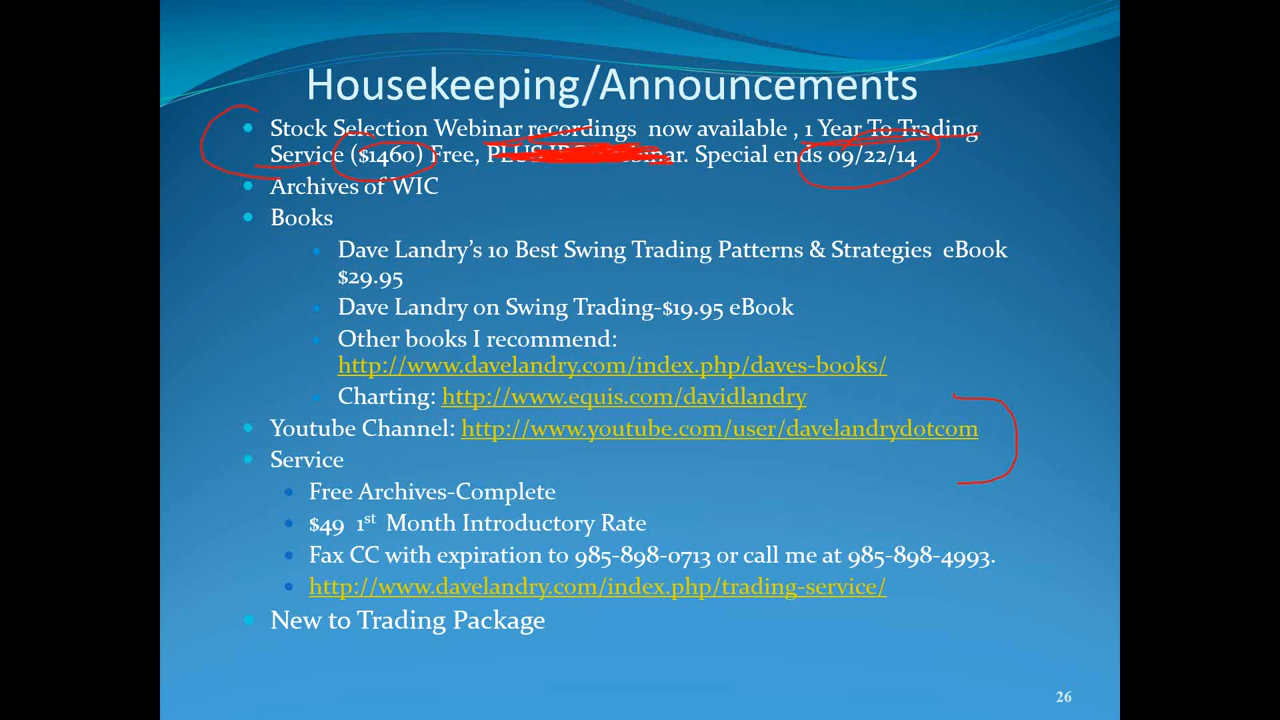 Housekeeping/Announcements
Stock Selection Webinar recordings now available , 1 Year To Trading
Service ($1460) Free, PLUS Webinar. Special ends 09/22/14
Archives of WIC
Books
Dave Landry's 10 Best Swing Trading Patterns & Strategies eBook
$29.95
Dave Landry on Swing Trading-$19.95 eBook
Other books I recommend:
http://www.davelandry.com/index.php/daves-books/
Charting: http://www.equis.com/davidlandry
Youtube Channel: http://www.youtube.com/user/davelandrydotcom
Service
Free Archives-Complete
$49 1st Month Introductory Rate
Fax CC with expiration to 985-898-0713 or call me at 985-898-4993.
http://www.davelandry.com/index.php/trading-service/
New to Trading Package
26